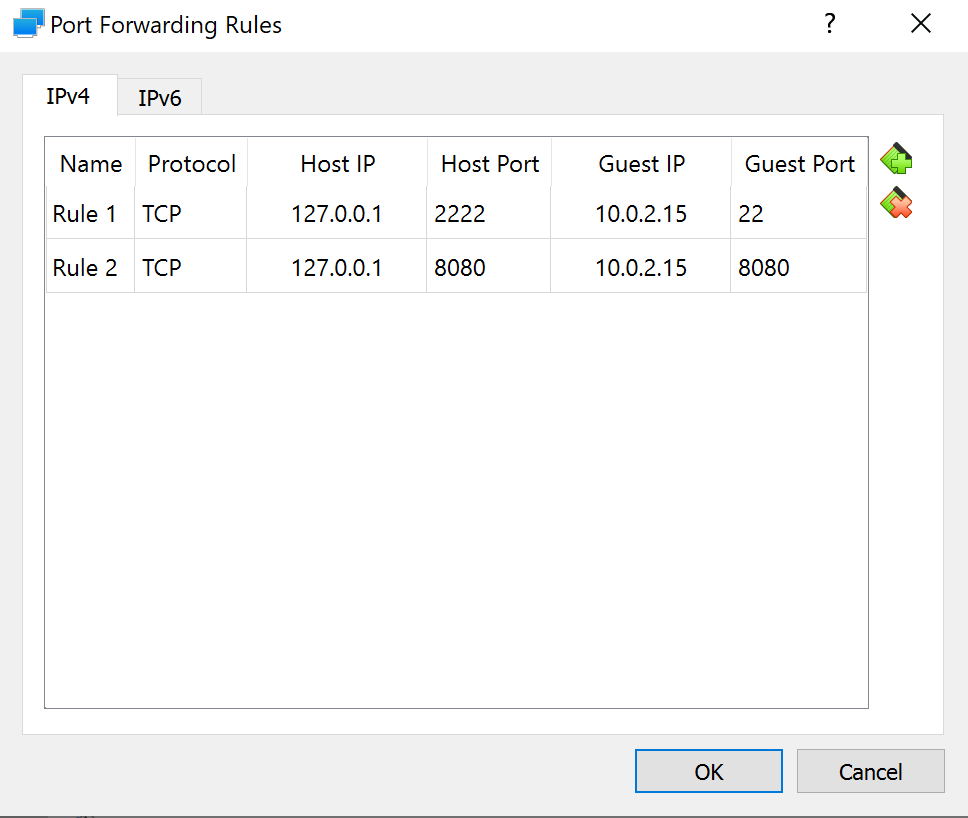 Port Forwarding Rules ?
IPv4 IPv6
Name Protocol Host IP Host Port Guest IP Guest Port
Rule 1 TCP 127.0.0.1 2222 10.0.2.15 22
Rule 2 TCP 127.0.0.1 8080 10.0.2.15 8080
OK Cancel